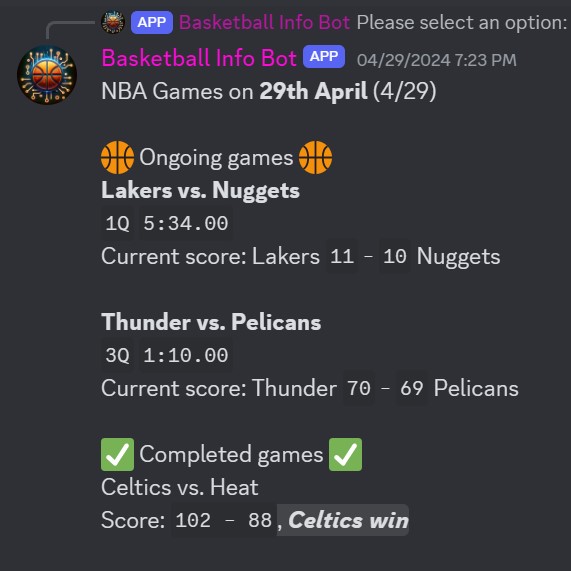 APP Basketball Info Bot Please select an option:
Basketball Info Bot APP 04/29/2024 7:23 PM
NBA Games on 29th April (4/29)
Ongoing games
Lakers vs. Nuggets
1Q 5:34.00
Current score: Lakers 11 - 10 Nuggets
Thunder vs. Pelicans
3Q 1:10.00
Current score: Thunder 70 - 69 Pelicans
Completed games
Celtics vs. Heat
Score: 102 - 88, Celtics win